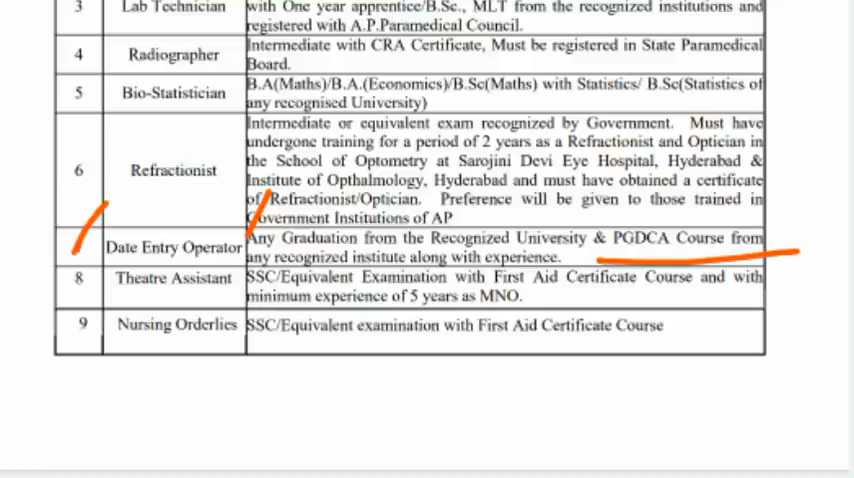 3 Lab Technician with One year apprentice/B.Sc., MLT from the recognized institutions and
registered with A.P.Paramedical Council.
4 Radiographer Intermediate with CRA Certificate, Must be registered in State Paramedical
Board.
5 Bio-Statistician B.A(Maths)/B.A.(Economics)/B.Sc(Maths) with Statistics/ B.Sc(Statistics of
any recognised University)
Intermediate or equivalent exam recognized by Government. Must have
undergone training for a period of 2 years as a Refractionist and Optician in
the School of Optometry at Sarojini Devi Eye Hospital, Hyderabad &
6 Refractionist Institute of Opthalmology, Hyderabad and must have obtained a certificate
of Refractionist/Optician. Preference will be given to those trained in
Government Institutions of AP
Date Entry Operator Any Graduation from the Recognized University & PGDCA Course from
any recognized institute along with experience.
8 Theatre Assistant SSC/Equivalent Examination with First Aid Certificate Course and with
minimum experience of 5 years as MNO.
9 Nursing Orderlies SSC/Equivalent examination with First Aid Certificate Course